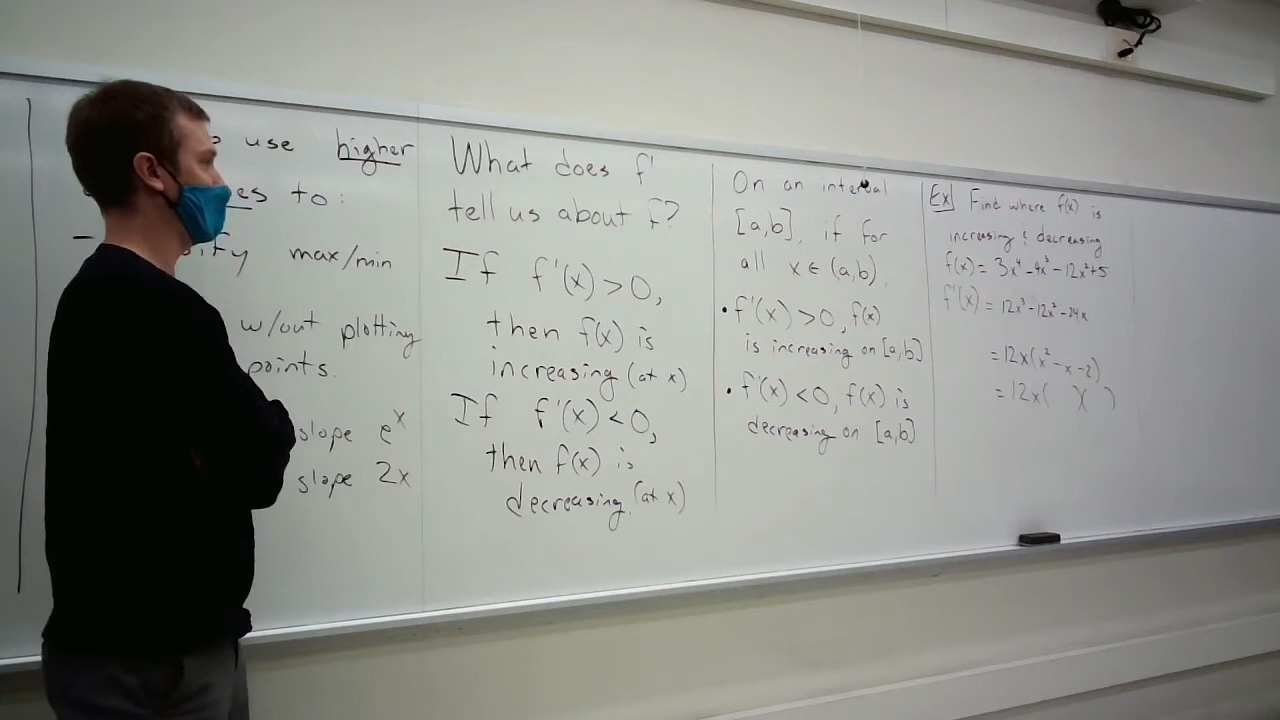 use higher
es to:
ify max/min
w/out plotting
points.
slope eˣ
slope 2x
What does f'
tell us about f?
If f'(x) > 0,
then f(x) is
increasing (at x)
If f'(x) < 0,
then f(x) is
decreasing (at x)
On an interval
[a,b], if for
all x ∈ (a,b),
• f'(x) > 0, f(x)
is increasing on [a,b]
• f'(x) < 0, f(x) is
decreasing on [a,b]
Ex] Find where f(x) is
increasing & decreasing
f(x) = 3x⁴ - 4x³ - 12x² + 5
f'(x) = 12x³ - 12x² - 24x
= 12x(x² - x - 2)
= 12x( )( )